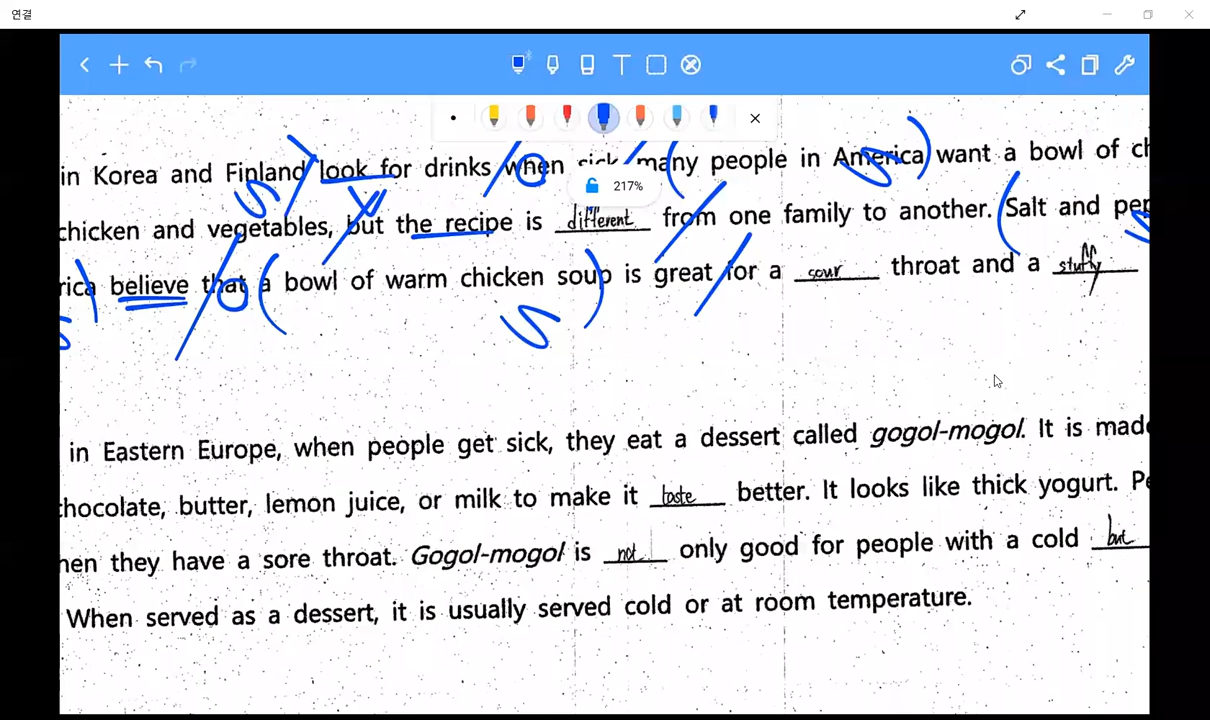 연결
217%
in Korea and Finland look for drinks when sick, many people in America want a bowl of ch
chicken and vegetables, but the recipe is different from one family to another. Salt and pep
rica believe that a bowl of warm chicken soup is great for a sour throat and a stuffy
in Eastern Europe, when people get sick, they eat a dessert called gogol-mogol. It is made
chocolate, butter, lemon juice, or milk to make it taste better. It looks like thick yogurt. Pe
hen they have a sore throat. Gogol-mogol is not only good for people with a cold but
When served as a dessert, it is usually served cold or at room temperature.